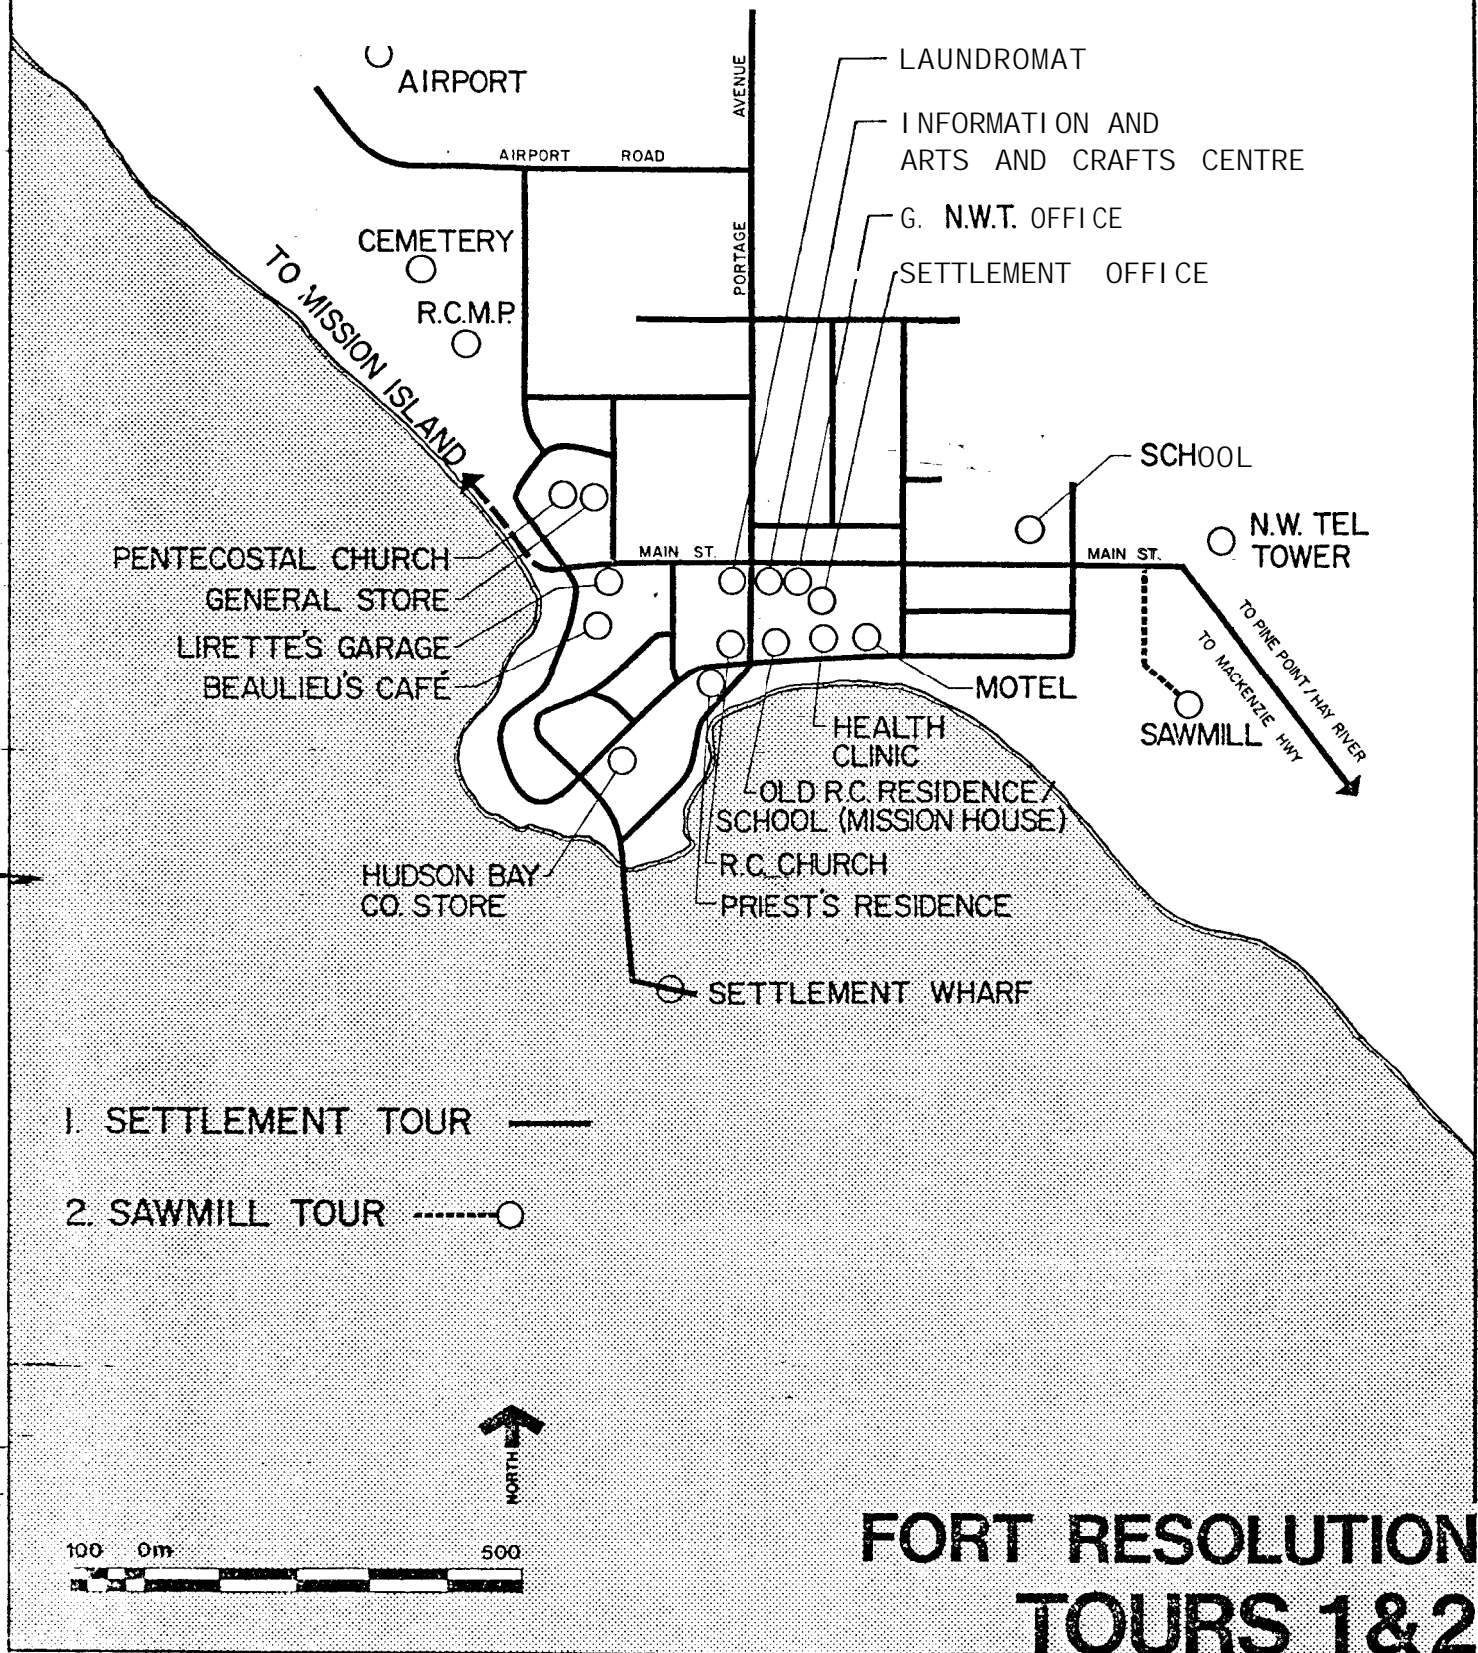 LAUNDROMAT
AIRPORT
AVENUE
INFORMATION AND
ARTS AND CRAFTS CENTRE
AIRPORT ROAD
G. N.W.T. OFFICE
CEMETERY
PORTAGE
SETTLEMENT OFFICE
TO MISSION ISLAND
R.C.M.P.
SCHOOL
N.W. TEL
TOWER
PENTECOSTAL CHURCH
MAIN ST.
MAIN ST.
GENERAL STORE
LIRETTE'S GARAGE
BEAULIEU'S CAFÉ
TO PINE POINT / HAY RIVER
TO MACKENZIE HWY
MOTEL
SAWMILL
HEALTH
CLINIC
OLD R.C. RESIDENCE/
SCHOOL (MISSION HOUSE)
R.C. CHURCH
PRIEST'S RESIDENCE
HUDSON BAY
CO. STORE
SETTLEMENT WHARF
1. SETTLEMENT TOUR
2. SAWMILL TOUR
NORTH
100 0m 500
FORT RESOLUTION
TOURS 1&2